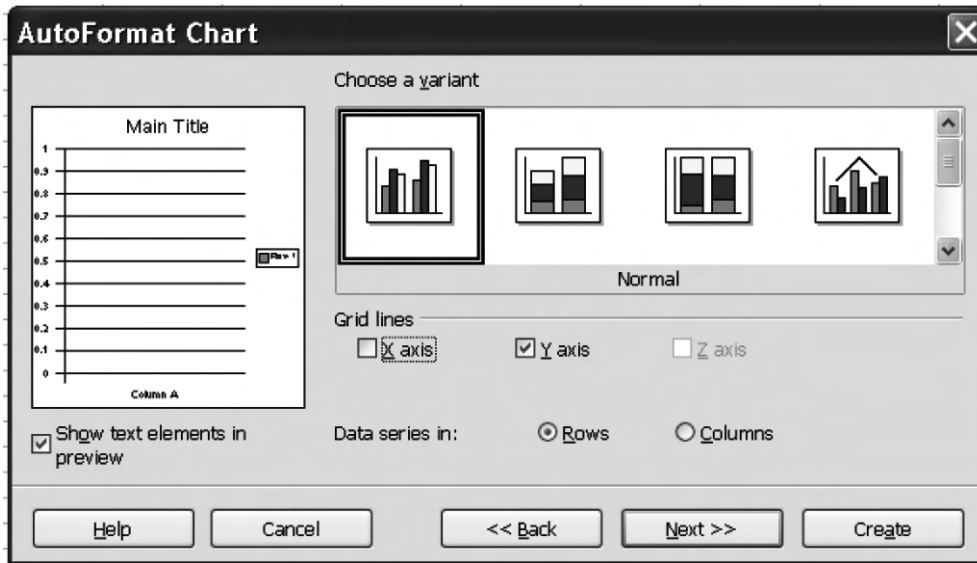 AutoFormat Chart
Choose a variant
Main Title
1
0.9
0.8
0.7
0.6
0.5
0.4
0.3
0.2
0.1
0
Row 1
Column A
Normal
Grid lines
X axis
Y axis
Z axis
Show text elements in
preview
Data series in:
Rows
Columns
Help
Cancel
<< Back
Next >>
Create